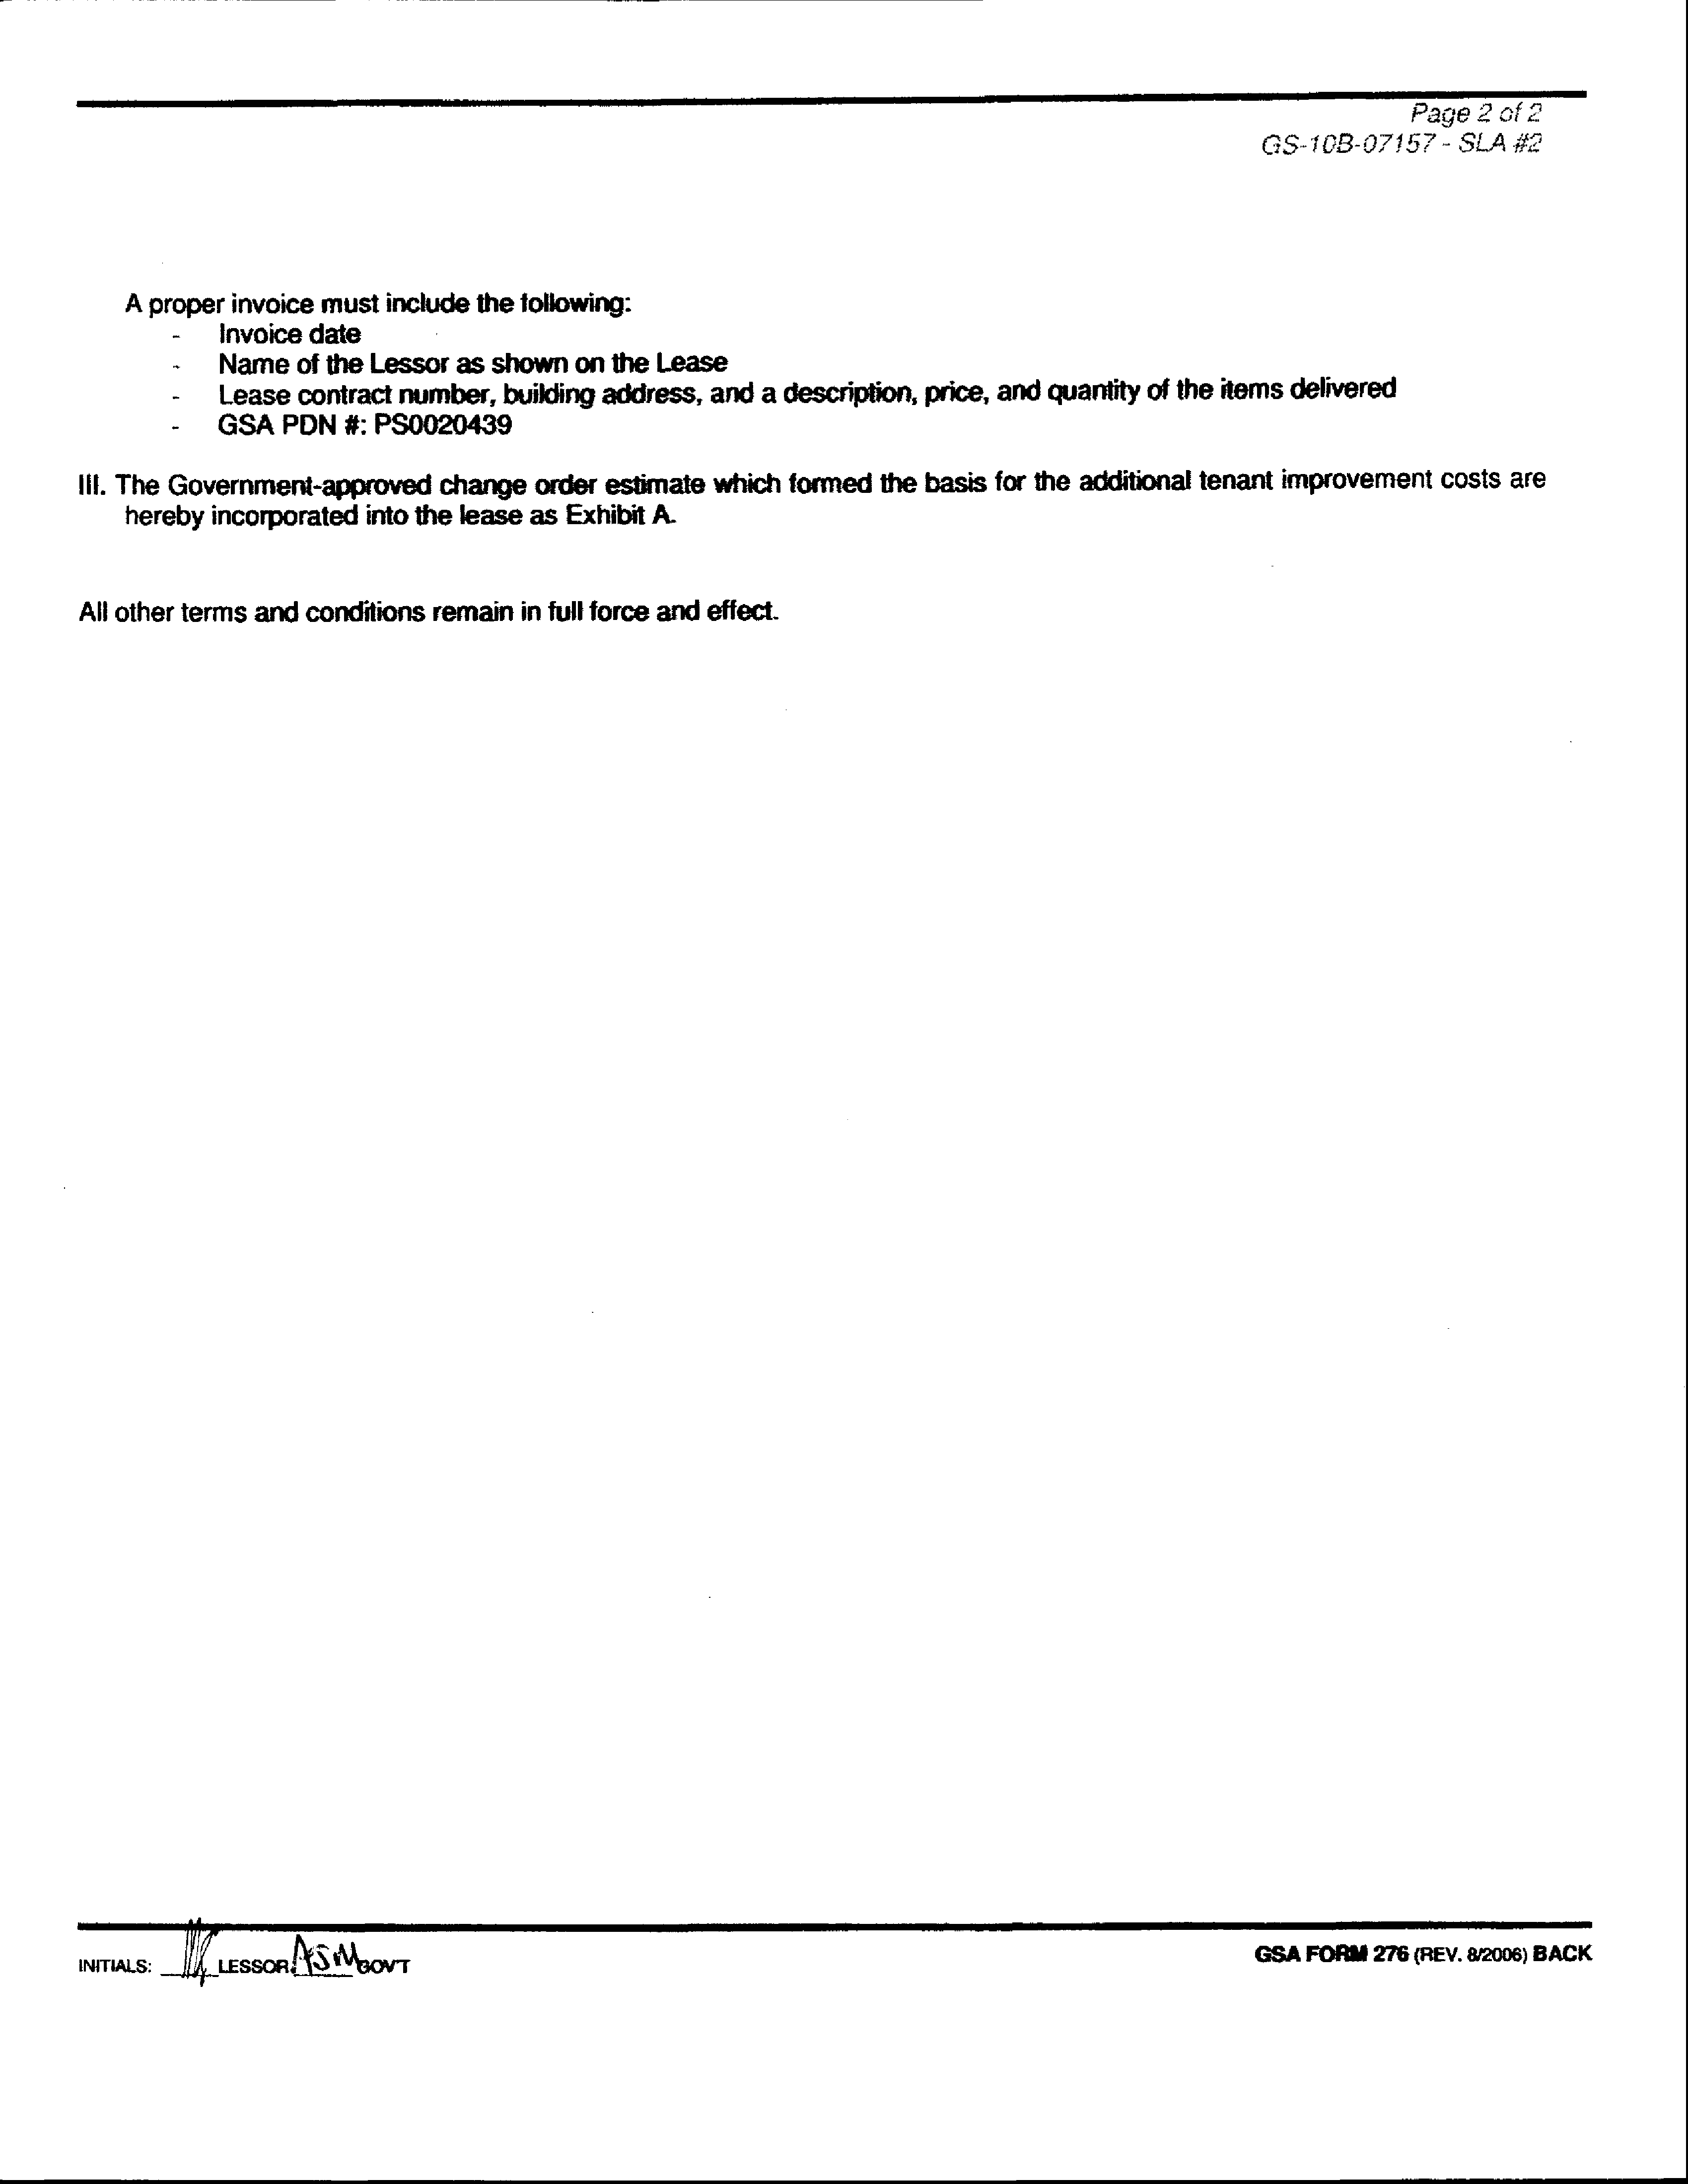 Page 2 of 2
GS-10B-07157 - SLA #2
A proper invoice must include the following:
- Invoice date
- Name of the Lessor as shown on the Lease
- Lease contract number, building address, and a description, price, and quantity of the items delivered
- GSA PDN #: PS0020439
III. The Government-approved change order estimate which formed the basis for the additional tenant improvement costs are
hereby incorporated into the lease as Exhibit A.
All other terms and conditions remain in full force and effect.
INITIALS: LESSOR ASM GOVT
GSA FORM 276 (REV. 8/2006) BACK